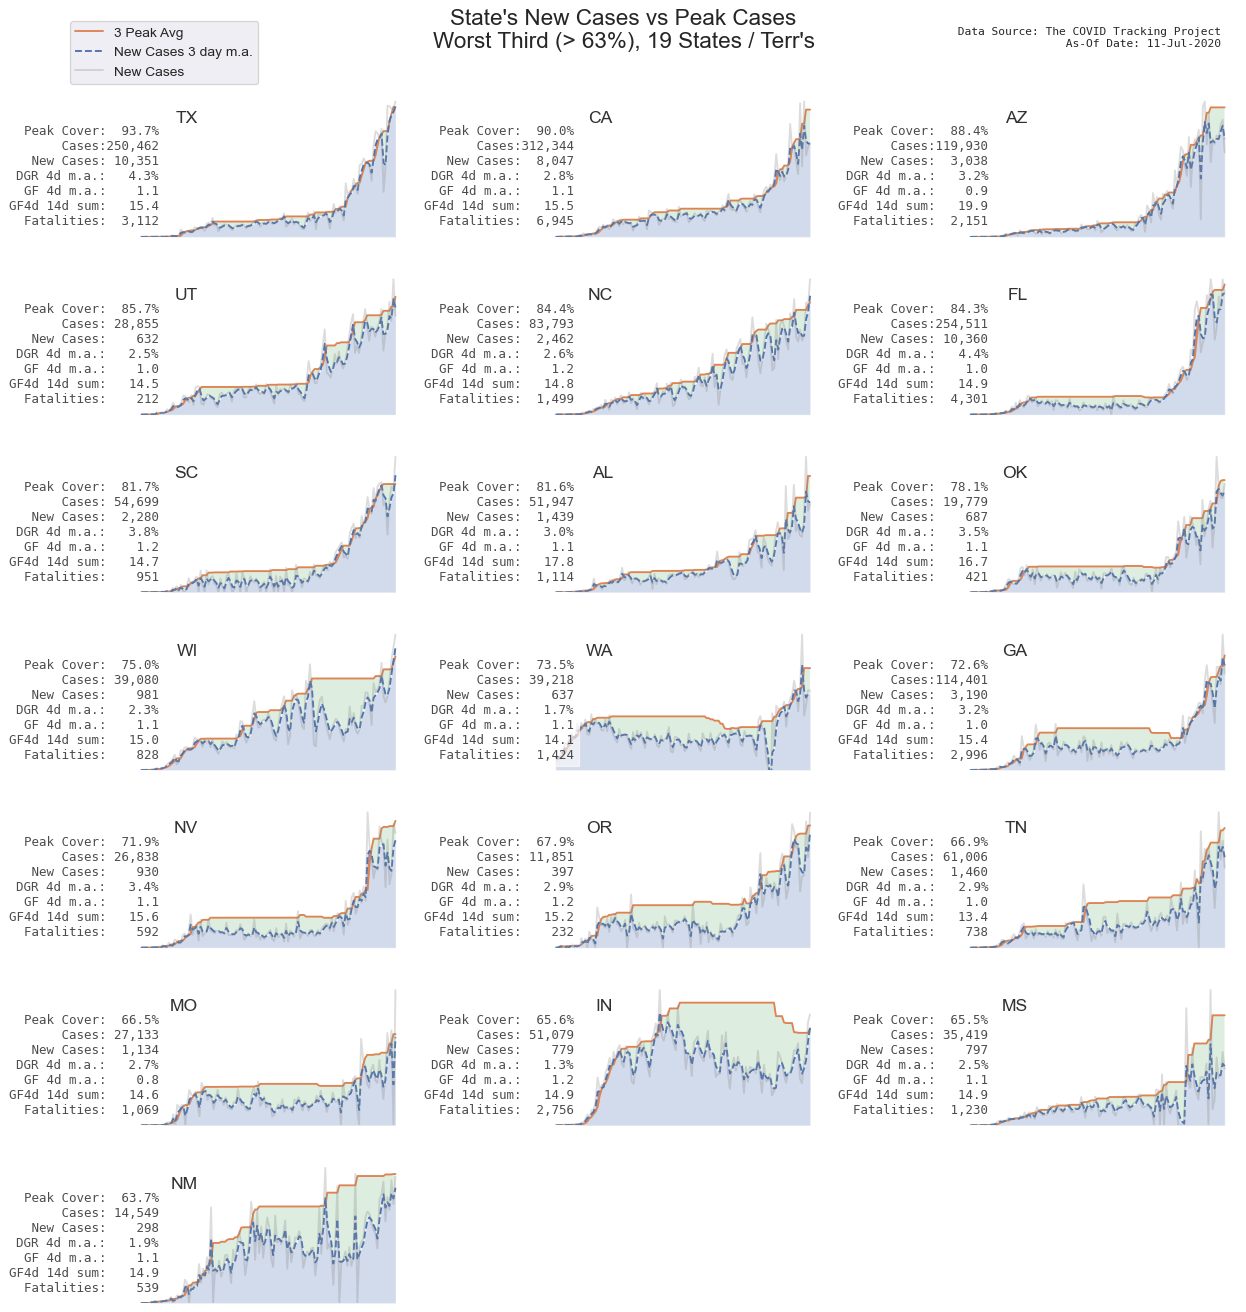 State's New Cases vs Peak Cases
Worst Third (> 63%), 19 States / Terr's
3 Peak Avg
New Cases 3 day m.a.
New Cases
Data Source: The COVID Tracking Project
As-Of Date: 11-Jul-2020
TX
Peak Cover: 93.7%
Cases:250,462
New Cases: 10,351
DGR 4d m.a.: 4.3%
GF 4d m.a.: 1.1
GF4d 14d sum: 15.4
Fatalities: 3,112
CA
Peak Cover: 90.0%
Cases:312,344
New Cases: 8,047
DGR 4d m.a.: 2.8%
GF 4d m.a.: 1.1
GF4d 14d sum: 15.5
Fatalities: 6,945
AZ
Peak Cover: 88.4%
Cases:119,930
New Cases: 3,038
DGR 4d m.a.: 3.2%
GF 4d m.a.: 0.9
GF4d 14d sum: 19.9
Fatalities: 2,151
UT
Peak Cover: 85.7%
Cases: 28,855
New Cases: 632
DGR 4d m.a.: 2.5%
GF 4d m.a.: 1.0
GF4d 14d sum: 14.5
Fatalities: 212
NC
Peak Cover: 84.4%
Cases: 83,793
New Cases: 2,462
DGR 4d m.a.: 2.6%
GF 4d m.a.: 1.2
GF4d 14d sum: 14.8
Fatalities: 1,499
FL
Peak Cover: 84.3%
Cases:254,511
New Cases: 10,360
DGR 4d m.a.: 4.4%
GF 4d m.a.: 1.0
GF4d 14d sum: 14.9
Fatalities: 4,301
SC
Peak Cover: 81.7%
Cases: 54,699
New Cases: 2,280
DGR 4d m.a.: 3.8%
GF 4d m.a.: 1.2
GF4d 14d sum: 14.7
Fatalities: 951
AL
Peak Cover: 81.6%
Cases: 51,947
New Cases: 1,439
DGR 4d m.a.: 3.0%
GF 4d m.a.: 1.1
GF4d 14d sum: 17.8
Fatalities: 1,114
OK
Peak Cover: 78.1%
Cases: 19,779
New Cases: 687
DGR 4d m.a.: 3.5%
GF 4d m.a.: 1.1
GF4d 14d sum: 16.7
Fatalities: 421
WI
Peak Cover: 75.0%
Cases: 39,080
New Cases: 981
DGR 4d m.a.: 2.3%
GF 4d m.a.: 1.1
GF4d 14d sum: 15.0
Fatalities: 828
WA
Peak Cover: 73.5%
Cases: 39,218
New Cases: 637
DGR 4d m.a.: 1.7%
GF 4d m.a.: 1.1
GF4d 14d sum: 14.1
Fatalities: 1,424
GA
Peak Cover: 72.6%
Cases:114,401
New Cases: 3,190
DGR 4d m.a.: 3.2%
GF 4d m.a.: 1.0
GF4d 14d sum: 15.4
Fatalities: 2,996
NV
Peak Cover: 71.9%
Cases: 26,838
New Cases: 930
DGR 4d m.a.: 3.4%
GF 4d m.a.: 1.1
GF4d 14d sum: 15.6
Fatalities: 592
OR
Peak Cover: 67.9%
Cases: 11,851
New Cases: 397
DGR 4d m.a.: 2.9%
GF 4d m.a.: 1.2
GF4d 14d sum: 15.2
Fatalities: 232
TN
Peak Cover: 66.9%
Cases: 61,006
New Cases: 1,460
DGR 4d m.a.: 2.9%
GF 4d m.a.: 1.0
GF4d 14d sum: 13.4
Fatalities: 738
MO
Peak Cover: 66.5%
Cases: 27,133
New Cases: 1,134
DGR 4d m.a.: 2.7%
GF 4d m.a.: 0.8
GF4d 14d sum: 14.6
Fatalities: 1,069
IN
Peak Cover: 65.6%
Cases: 51,079
New Cases: 779
DGR 4d m.a.: 1.3%
GF 4d m.a.: 1.2
GF4d 14d sum: 14.9
Fatalities: 2,756
MS
Peak Cover: 65.5%
Cases: 35,419
New Cases: 797
DGR 4d m.a.: 2.5%
GF 4d m.a.: 1.1
GF4d 14d sum: 14.9
Fatalities: 1,230
NM
Peak Cover: 63.7%
Cases: 14,549
New Cases: 298
DGR 4d m.a.: 1.9%
GF 4d m.a.: 1.1
GF4d 14d sum: 14.9
Fatalities: 539